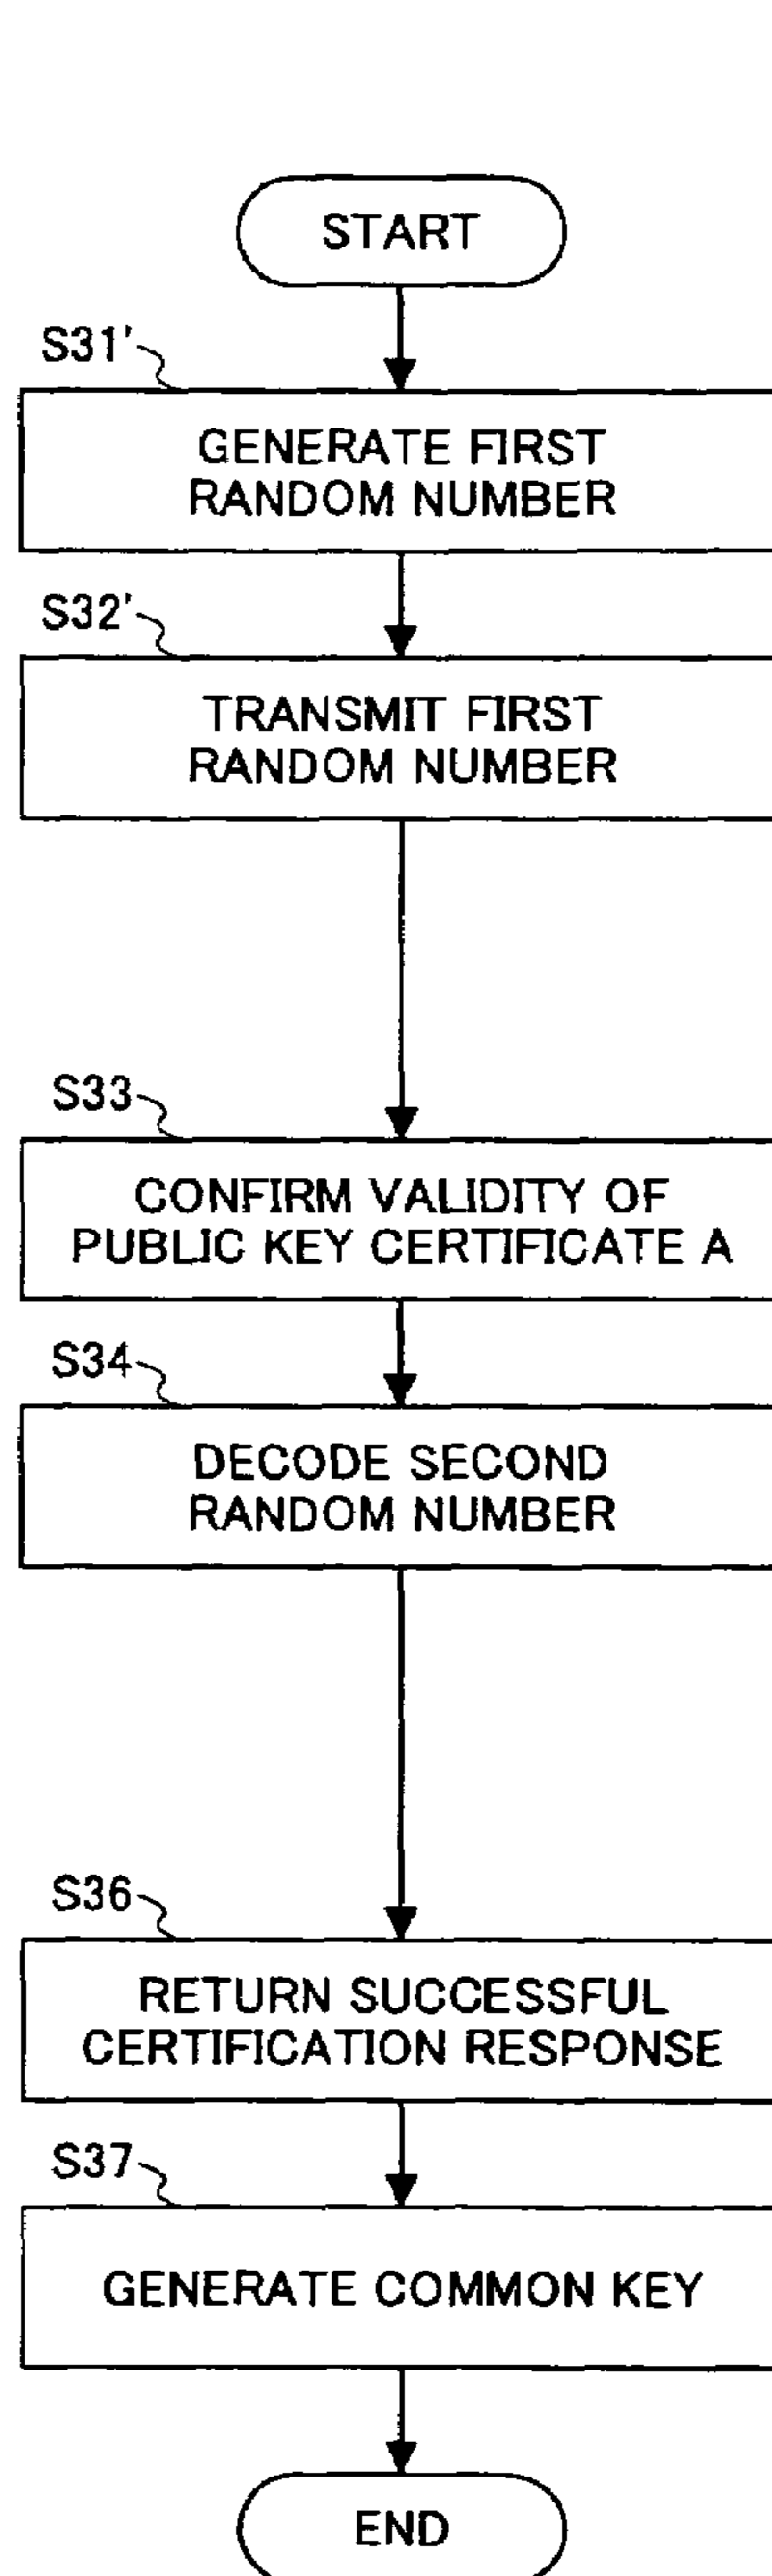 START
S31'
GENERATE FIRST
RANDOM NUMBER
S32'
TRANSMIT FIRST
RANDOM NUMBER
S33
CONFIRM VALIDITY OF
PUBLIC KEY CERTIFICATE A
S34
DECODE SECOND
RANDOM NUMBER
S36
RETURN SUCCESSFUL
CERTIFICATION RESPONSE
S37
GENERATE COMMON KEY
END